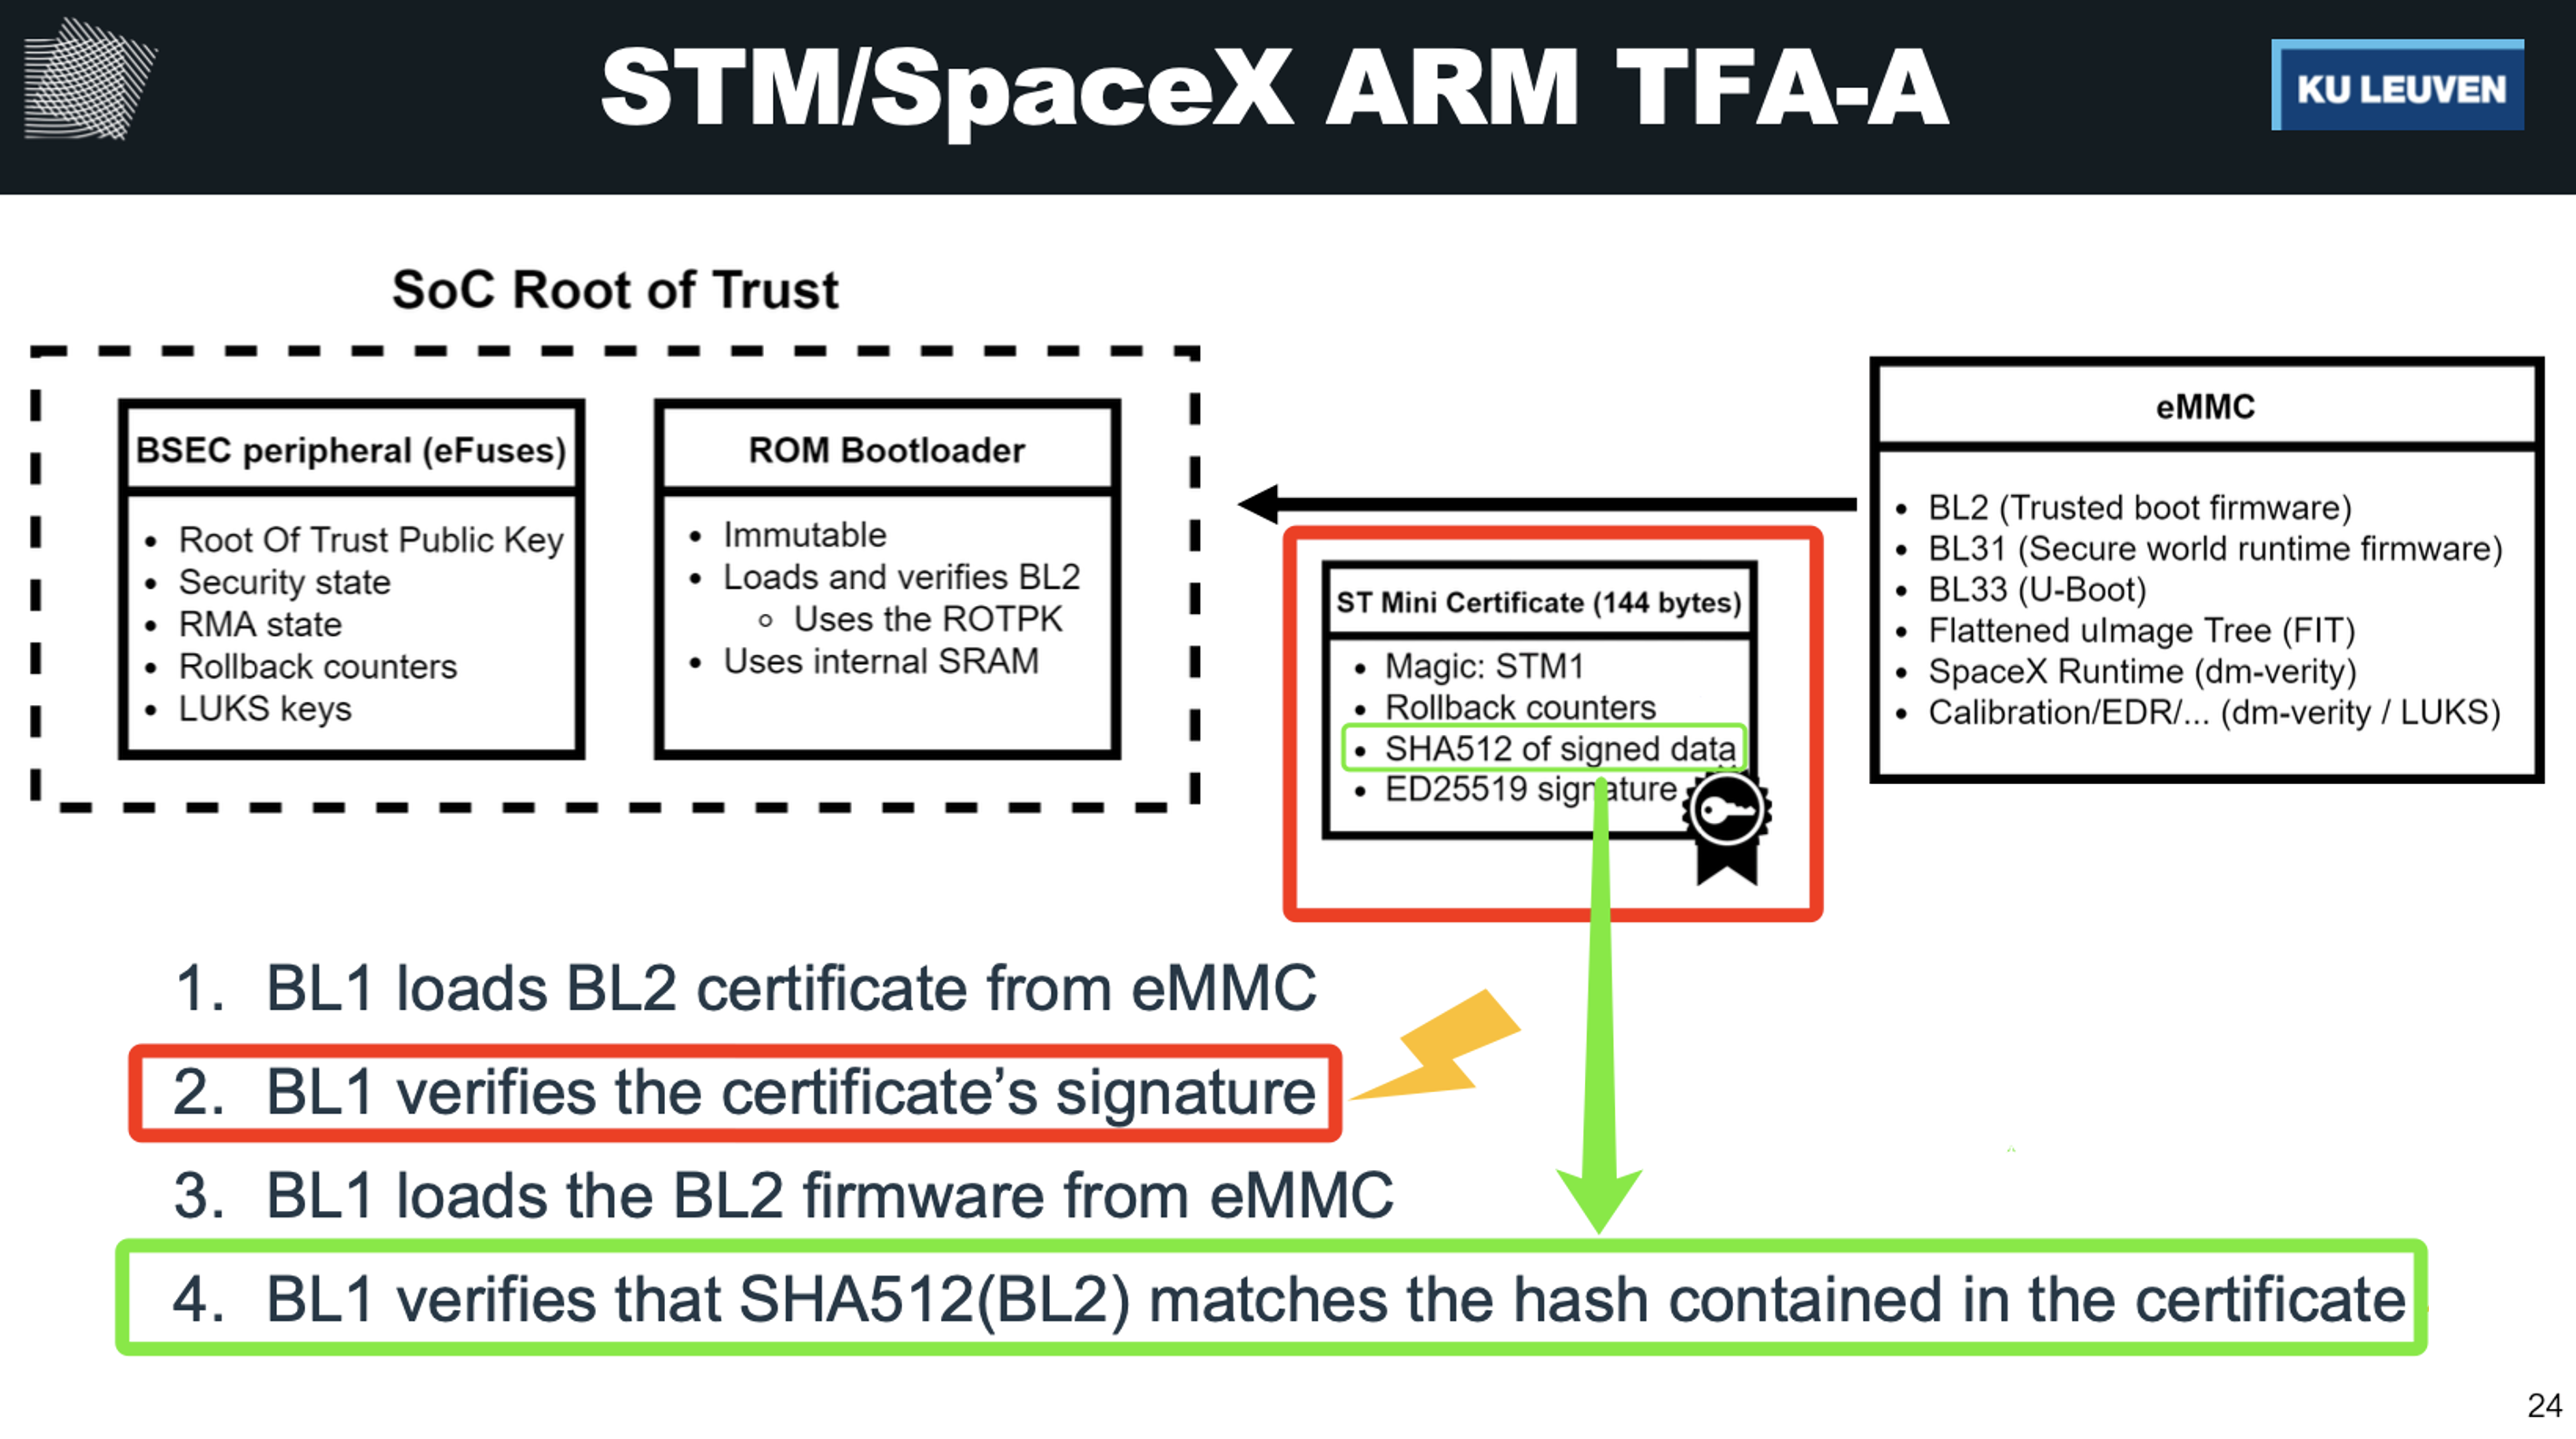 STM/SpaceX ARM TFA-A
KU LEUVEN
SoC Root of Trust
BSEC peripheral (eFuses)
• Root Of Trust Public Key
• Security state
• RMA state
• Rollback counters
• LUKS keys
ROM Bootloader
• Immutable
• Loads and verifies BL2
○ Uses the ROTPK
• Uses internal SRAM
ST Mini Certificate (144 bytes)
• Magic: STM1
• Rollback counters
• SHA512 of signed data
• ED25519 signature
eMMC
• BL2 (Trusted boot firmware)
• BL31 (Secure world runtime firmware)
• BL33 (U-Boot)
• Flattened uImage Tree (FIT)
• SpaceX Runtime (dm-verity)
• Calibration/EDR/... (dm-verity / LUKS)
1. BL1 loads BL2 certificate from eMMC
2. BL1 verifies the certificate’s signature
3. BL1 loads the BL2 firmware from eMMC
4. BL1 verifies that SHA512(BL2) matches the hash contained in the certificate
24